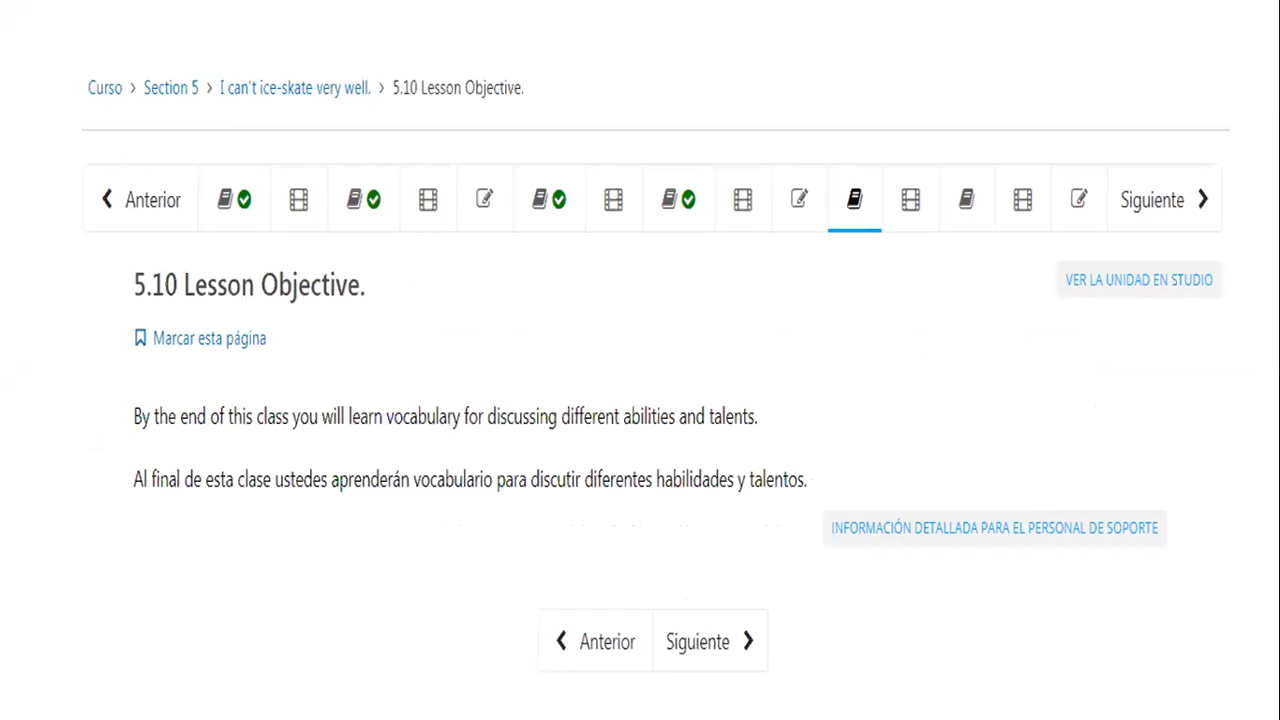 Curso > Section 5 > I can't ice-skate very well. > 5.10 Lesson Objective.
Anterior
Siguiente
5.10 Lesson Objective.
VER LA UNIDAD EN STUDIO
Marcar esta página
By the end of this class you will learn vocabulary for discussing different abilities and talents.
Al final de esta clase ustedes aprenderán vocabulario para discutir diferentes habilidades y talentos.
INFORMACIÓN DETALLADA PARA EL PERSONAL DE SOPORTE
Anterior
Siguiente